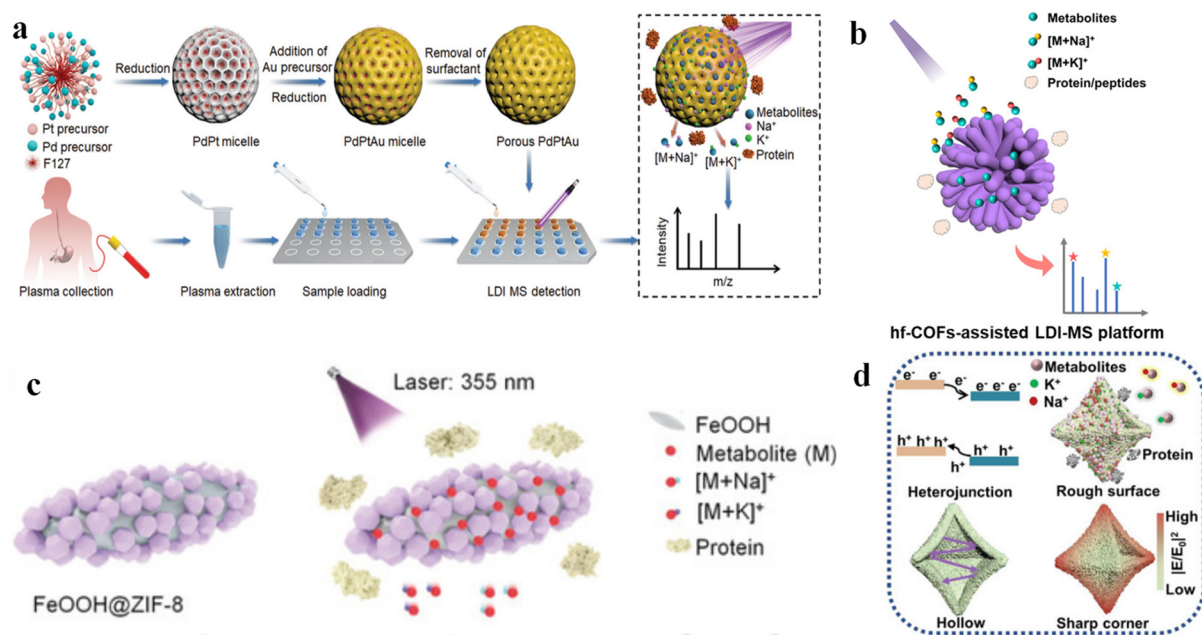 a
Reduction
Addition of
Au precursor
Reduction
Removal of
surfactant
Pt precursor
Pd precursor
F127
PdPt micelle
PdPtAu micelle
Porous PdPtAu
Metabolites
Na⁺
K⁺
Protein
[M+Na]⁺
[M+K]⁺
Intensity
m/z
Plasma collection
Plasma extraction
Sample loading
LDI MS detection
b
Metabolites
[M+Na]⁺
[M+K]⁺
Protein/peptides
hf-COFs-assisted LDI-MS platform
c
Laser: 355 nm
FeOOH
Metabolite (M)
[M+Na]⁺
[M+K]⁺
Protein
FeOOH@ZIF-8
d
e⁻ e⁻
e⁻
e⁻ e⁻ e⁻
h⁺ h⁺ h⁺
h⁺ h⁺
h⁺
Heterojunction
Metabolites
K⁺
Na⁺
Protein
Rough surface
High
|E/E₀|²
Low
Hollow
Sharp corner